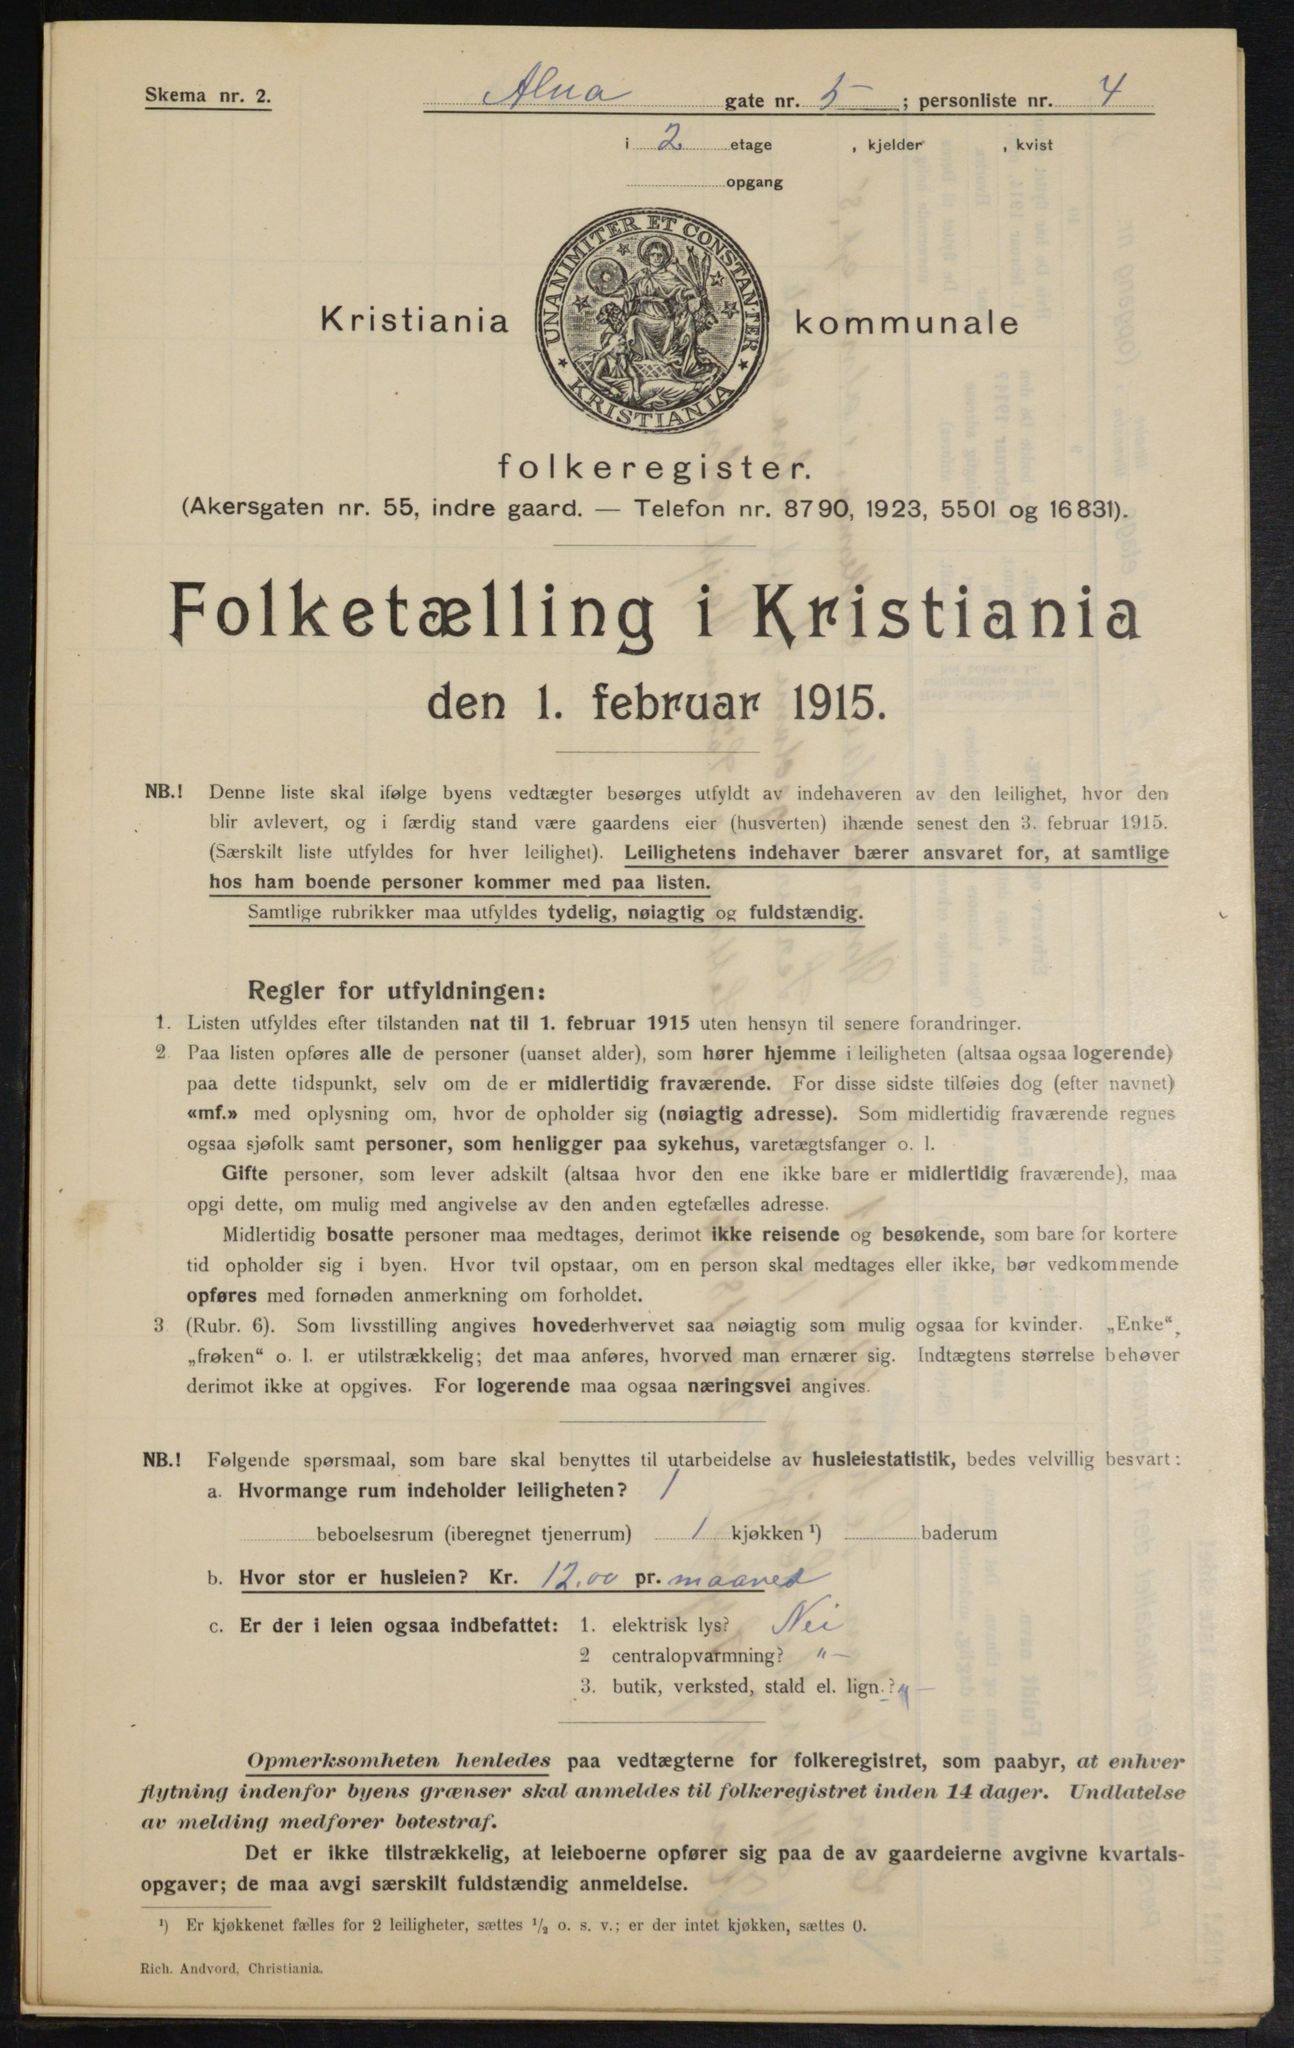 Skema nr. 2.
Alna gate nr. 5 ; personliste nr. 4
i 2 etage , kjelder , kvist
opgang
UNANIMITER ET CONSTANTER
KRISTIANIA
Kristiania kommunale
folkeregister.
(Akersgaten nr. 55, indre gaard. — Telefon nr. 8790, 1923, 5501 og 16831).
Folketælling i Kristiania
den 1. februar 1915.
NB.! Denne liste skal ifølge byens vedtægter besørges utfyldt av indehaveren av den leilighet, hvor den
blir avlevert, og i færdig stand være gaardens eier (husverten) ihænde senest den 3. februar 1915.
(Særskilt liste utfyldes for hver leilighet). Leilighetens indehaver bærer ansvaret for, at samtlige
hos ham boende personer kommer med paa listen.
Samtlige rubrikker maa utfyldes tydelig, nøiagtig og fuldstændig.
Regler for utfyldningen:
1. Listen utfyldes efter tilstanden nat til 1. februar 1915 uten hensyn til senere forandringer.
2 Paa listen opføres alle de personer (uanset alder), som hører hjemme i leiligheten (altsaa ogsaa logerende)
paa dette tidspunkt, selv om de er midlertidig fraværende. For disse sidste tilføies dog (efter navnet)
«mf.» med oplysning om, hvor de opholder sig (nøiagtig adresse). Som midlertidig fraværende regnes
ogsaa sjøfolk samt personer, som henligger paa sykehus, varetægtsfanger o. l.
Gifte personer, som lever adskilt (altsaa hvor den ene ikke bare er midlertidig fraværende), maa
opgi dette, om mulig med angivelse av den anden egtefælles adresse.
Midlertidig bosatte personer maa medtages, derimot ikke reisende og besøkende, som bare for kortere
tid opholder sig i byen. Hvor tvil opstaar, om en person skal medtages eller ikke, bør vedkommende
opføres med fornøden anmerkning om forholdet.
3 (Rubr. 6). Som livsstilling angives hovederhvervet saa nøiagtig som mulig ogsaa for kvinder. „Enke“,
„frøken“ o. l. er utilstrækkelig; det maa anføres, hvorved man ernærer sig. Indtægtens størrelse behøver
derimot ikke at opgives. For logerende maa ogsaa næringsvei angives.
NB.! Følgende spørsmaal, som bare skal benyttes til utarbeidelse av husleiestatistik, bedes velvillig besvart:
a. Hvormange rum indeholder leiligheten? 1
beboelsesrum (iberegnet tjenerrum) 1 kjøkken ¹) baderum
b. Hvor stor er husleien? Kr. 12.00 pr. maaned
c. Er der i leien ogsaa indbefattet: 1. elektrisk lys? Nei
2 centralopvarmning? "—
3. butik, verksted, stald el. lign.? "—
Opmerksomheten henledes paa vedtægterne for folkeregistret, som paabyr, at enhver
flytning indenfor byens grænser skal anmeldes til folkeregistret inden 14 dager. Undlatelse
av melding medfører bøtestraf.
Det er ikke tilstrækkelig, at leieboerne opfører sig paa de av gaardeierne avgivne kvartals-
opgaver; de maa avgi særskilt fuldstændig anmeldelse.
¹) Er kjøkkenet fælles for 2 leiligheter, sættes ½ o. s. v.; er der intet kjøkken, sættes 0.
Rich. Andvord, Christiania.